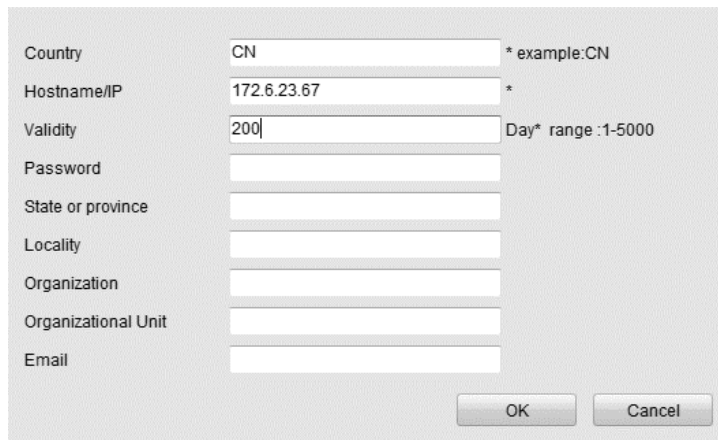 Country CN * example:CN
Hostname/IP 172.6.23.67 *
Validity 200 Day* range :1-5000
Password
State or province
Locality
Organization
Organizational Unit
Email
OK Cancel